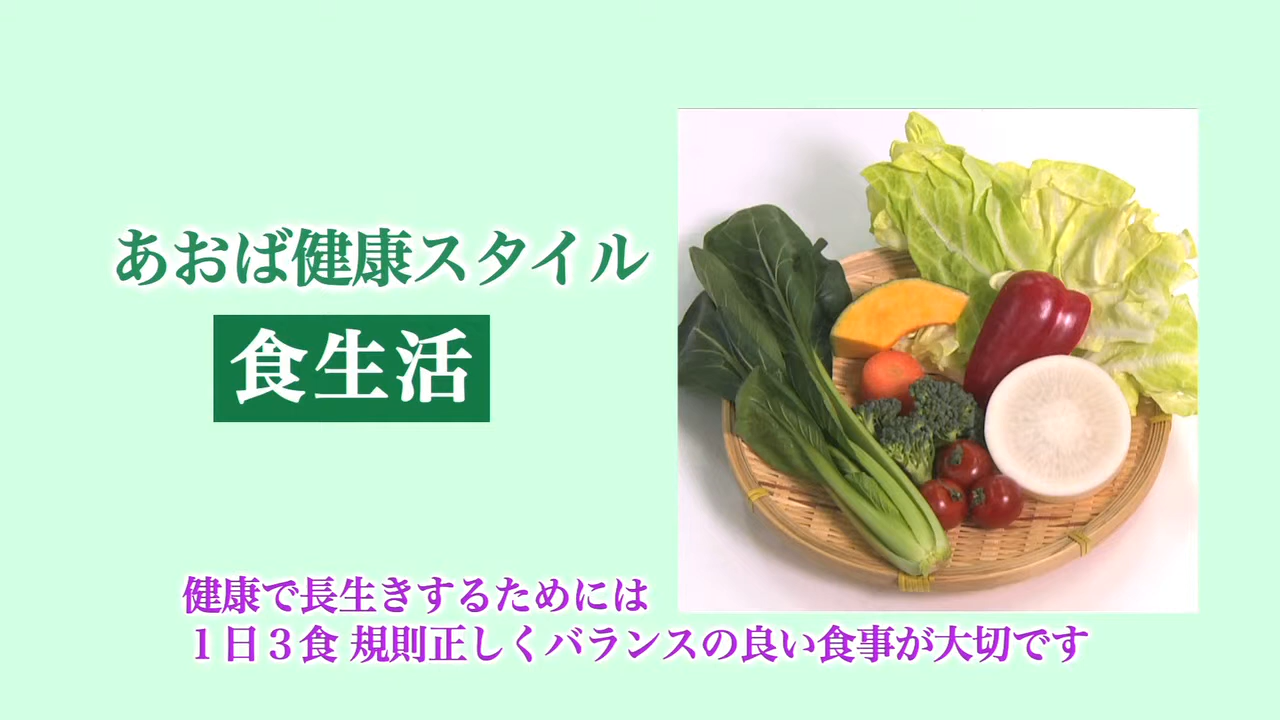 あおば健康スタイル
食生活
健康で長生きするためには
１日３食 規則正しくバランスの良い食事が大切です